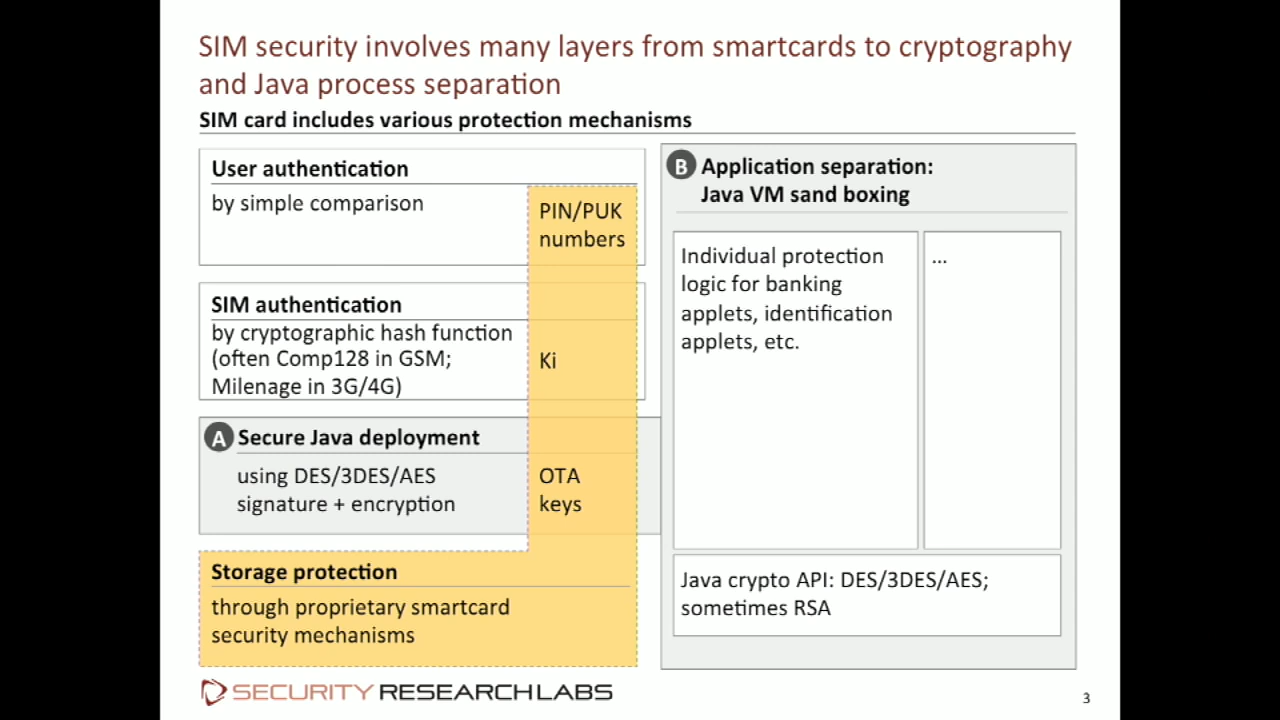 SIM security involves many layers from smartcards to cryptography
and Java process separation
SIM card includes various protection mechanisms
User authentication
by simple comparison
PIN/PUK
numbers
SIM authentication
by cryptographic hash function
(often Comp128 in GSM;
Milenage in 3G/4G)
Ki
A Secure Java deployment
using DES/3DES/AES
signature + encryption
OTA
keys
Storage protection
through proprietary smartcard
security mechanisms
B Application separation:
Java VM sand boxing
Individual protection
logic for banking
applets, identification
applets, etc.
...
Java crypto API: DES/3DES/AES;
sometimes RSA
SECURITY RESEARCH LABS
3